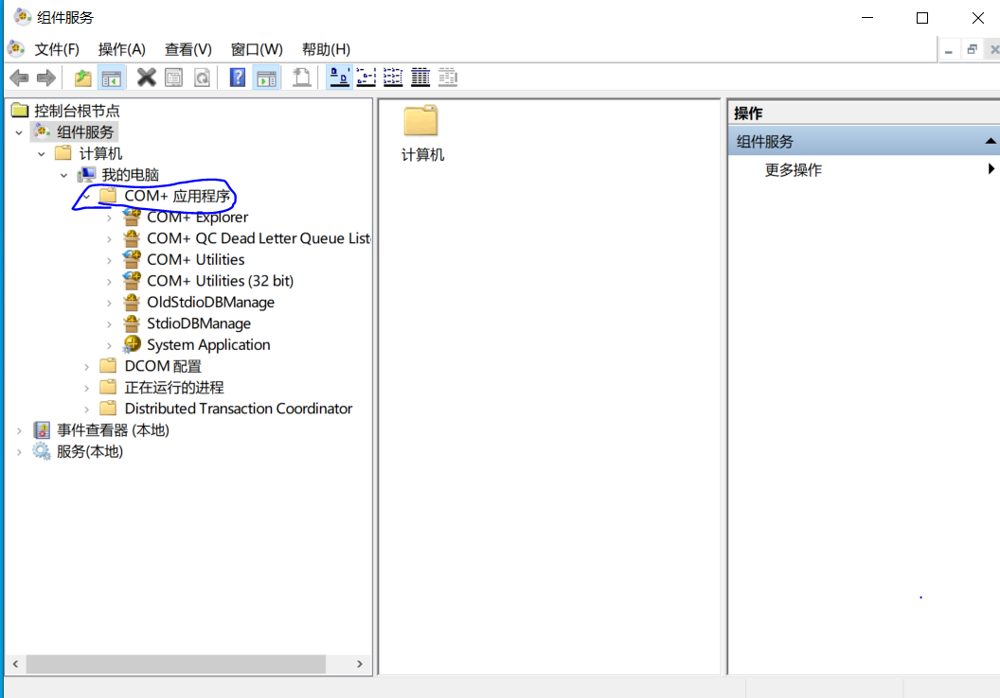 组件服务
文件(F) 操作(A) 查看(V) 窗口(W) 帮助(H)
控制台根节点
组件服务
计算机
我的电脑
COM+ 应用程序
COM+ Explorer
COM+ QC Dead Letter Queue List
COM+ Utilities
COM+ Utilities (32 bit)
OldStdioDBManage
StdioDBManage
System Application
DCOM 配置
正在运行的进程
Distributed Transaction Coordinator
事件查看器 (本地)
服务(本地)
计算机
操作
组件服务
更多操作